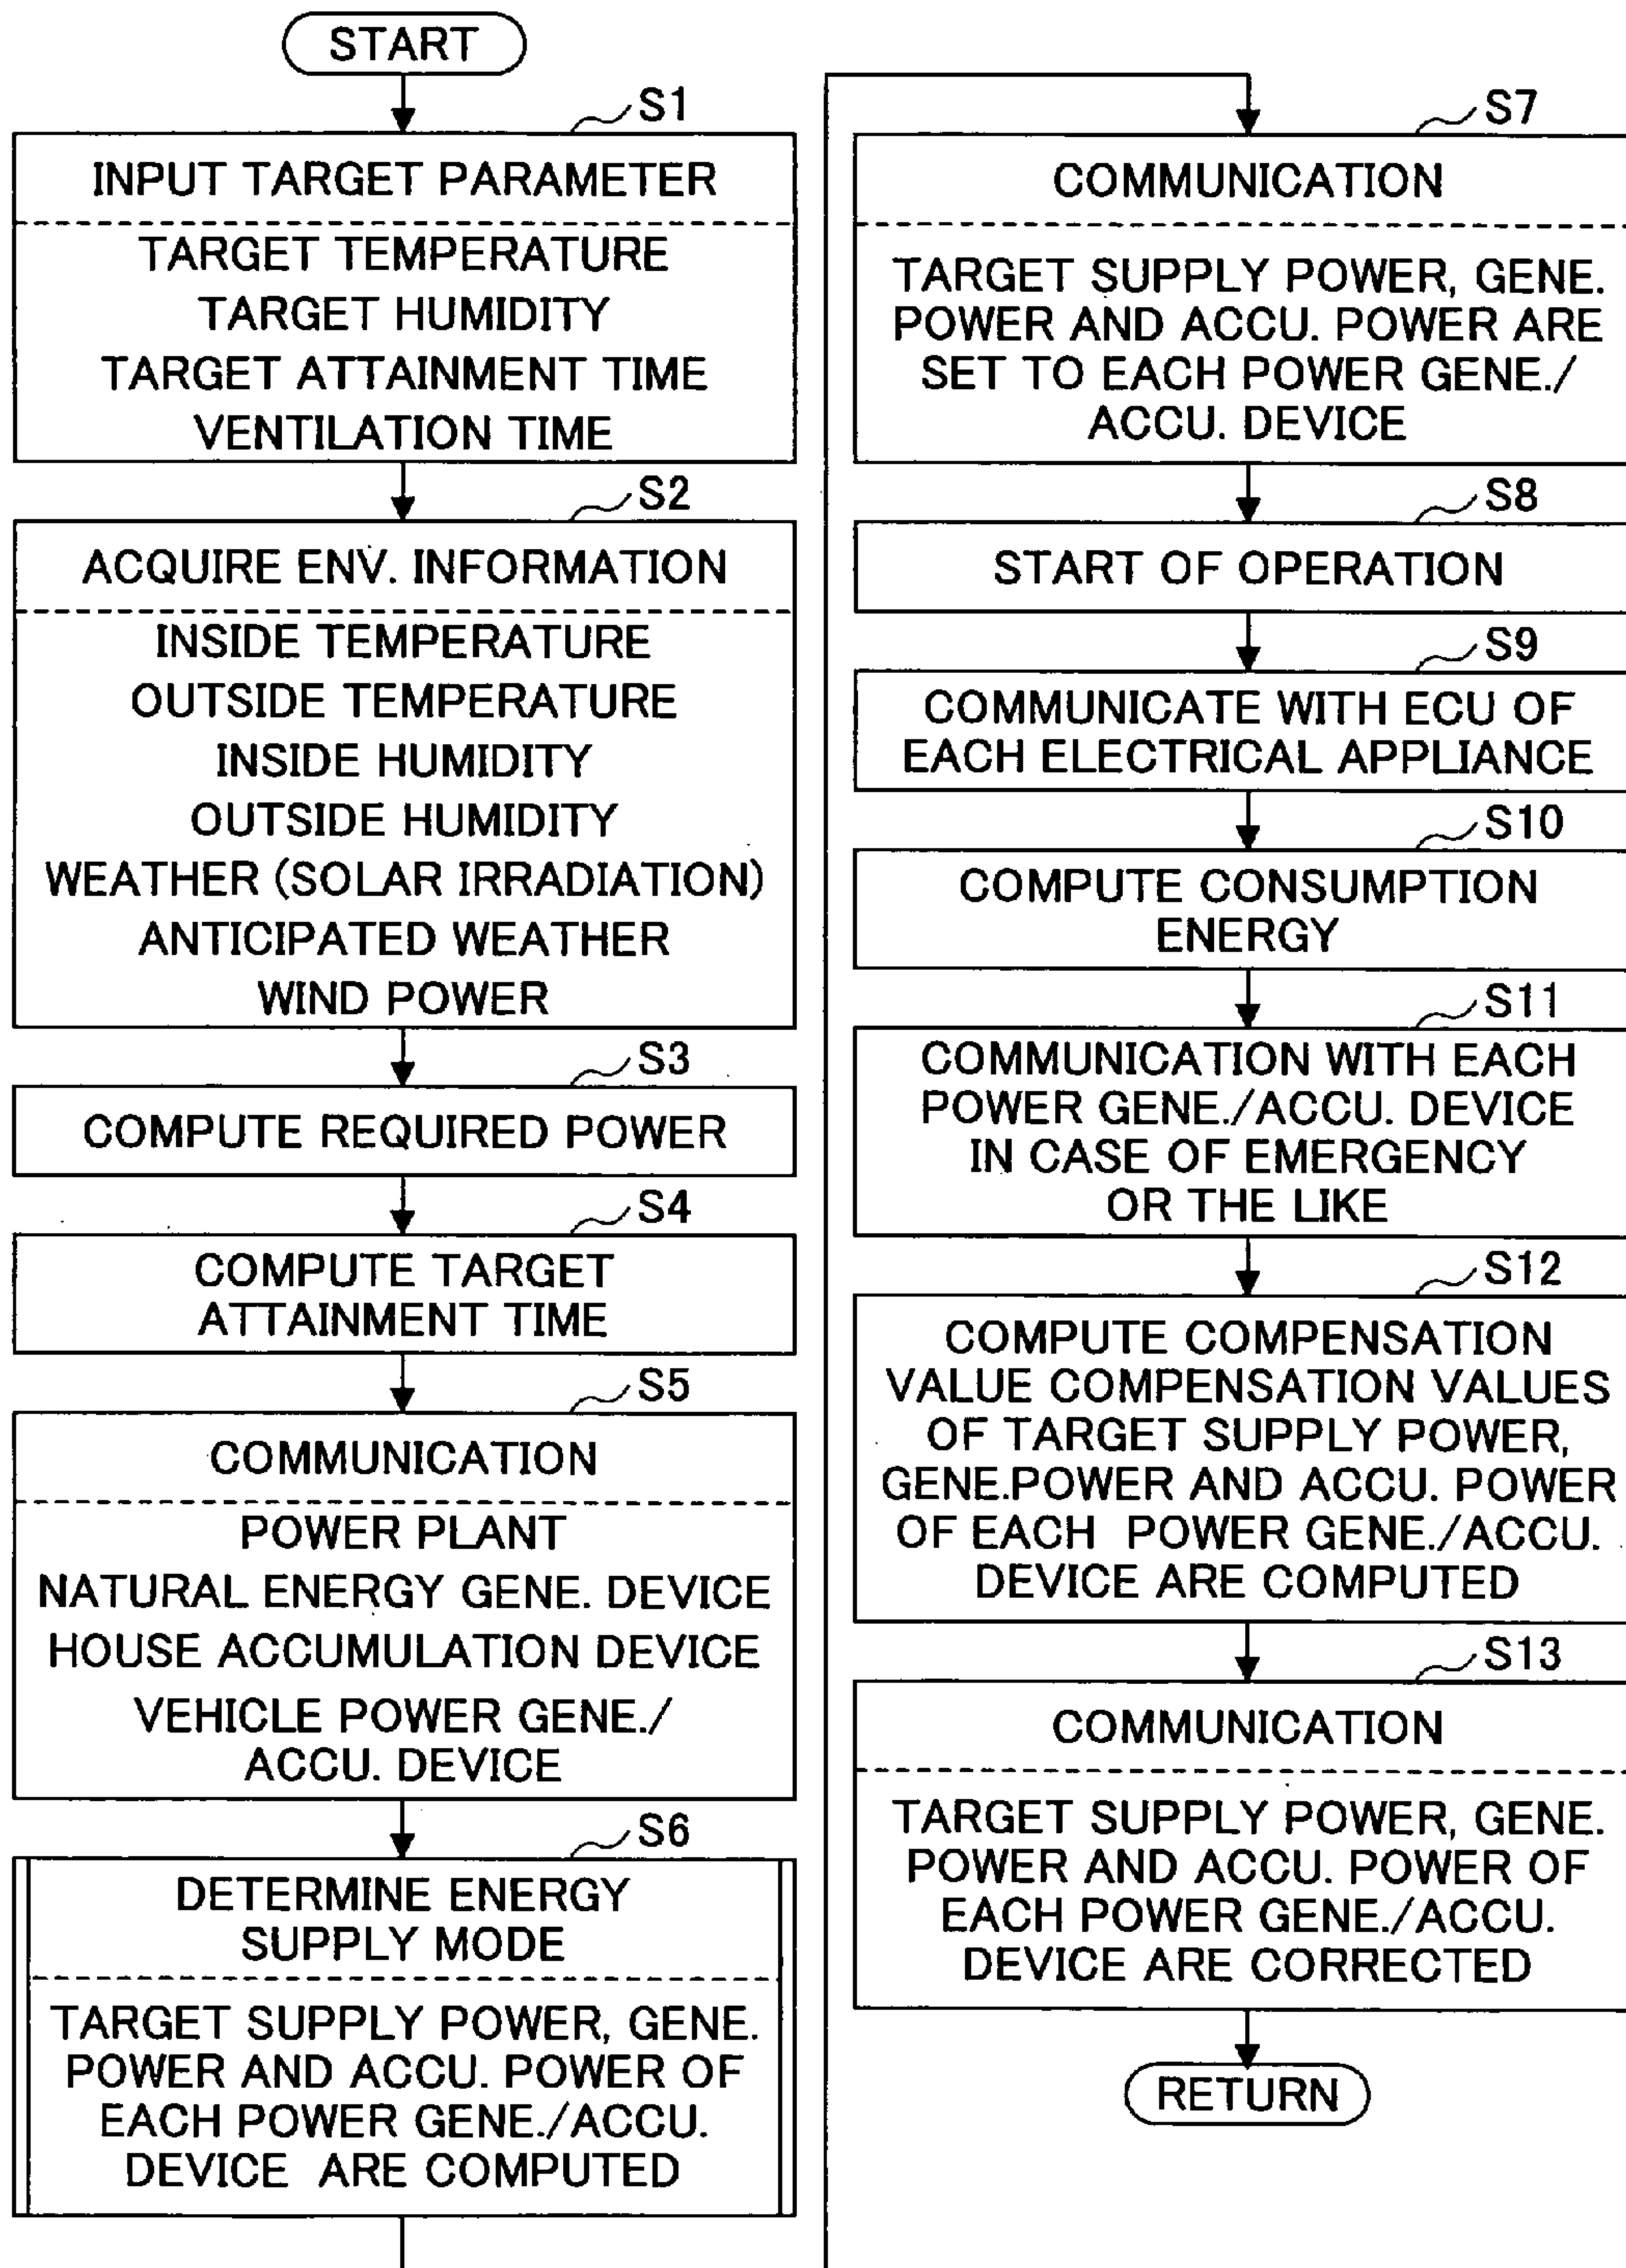 START
S1
INPUT TARGET PARAMETER
TARGET TEMPERATURE
TARGET HUMIDITY
TARGET ATTAINMENT TIME
VENTILATION TIME
S2
ACQUIRE ENV. INFORMATION
INSIDE TEMPERATURE
OUTSIDE TEMPERATURE
INSIDE HUMIDITY
OUTSIDE HUMIDITY
WEATHER (SOLAR IRRADIATION)
ANTICIPATED WEATHER
WIND POWER
S3
COMPUTE REQUIRED POWER
S4
COMPUTE TARGET
ATTAINMENT TIME
S5
COMMUNICATION
POWER PLANT
NATURAL ENERGY GENE. DEVICE
HOUSE ACCUMULATION DEVICE
VEHICLE POWER GENE./
ACCU. DEVICE
S6
DETERMINE ENERGY
SUPPLY MODE
TARGET SUPPLY POWER, GENE.
POWER AND ACCU. POWER OF
EACH POWER GENE./ACCU.
DEVICE ARE COMPUTED
S7
COMMUNICATION
TARGET SUPPLY POWER, GENE.
POWER AND ACCU. POWER ARE
SET TO EACH POWER GENE./
ACCU. DEVICE
S8
START OF OPERATION
S9
COMMUNICATE WITH ECU OF
EACH ELECTRICAL APPLIANCE
S10
COMPUTE CONSUMPTION
ENERGY
S11
COMMUNICATION WITH EACH
POWER GENE./ACCU. DEVICE
IN CASE OF EMERGENCY
OR THE LIKE
S12
COMPUTE COMPENSATION
VALUE COMPENSATION VALUES
OF TARGET SUPPLY POWER,
GENE.POWER AND ACCU. POWER
OF EACH POWER GENE./ACCU.
DEVICE ARE COMPUTED
S13
COMMUNICATION
TARGET SUPPLY POWER, GENE.
POWER AND ACCU. POWER OF
EACH POWER GENE./ACCU.
DEVICE ARE CORRECTED
RETURN